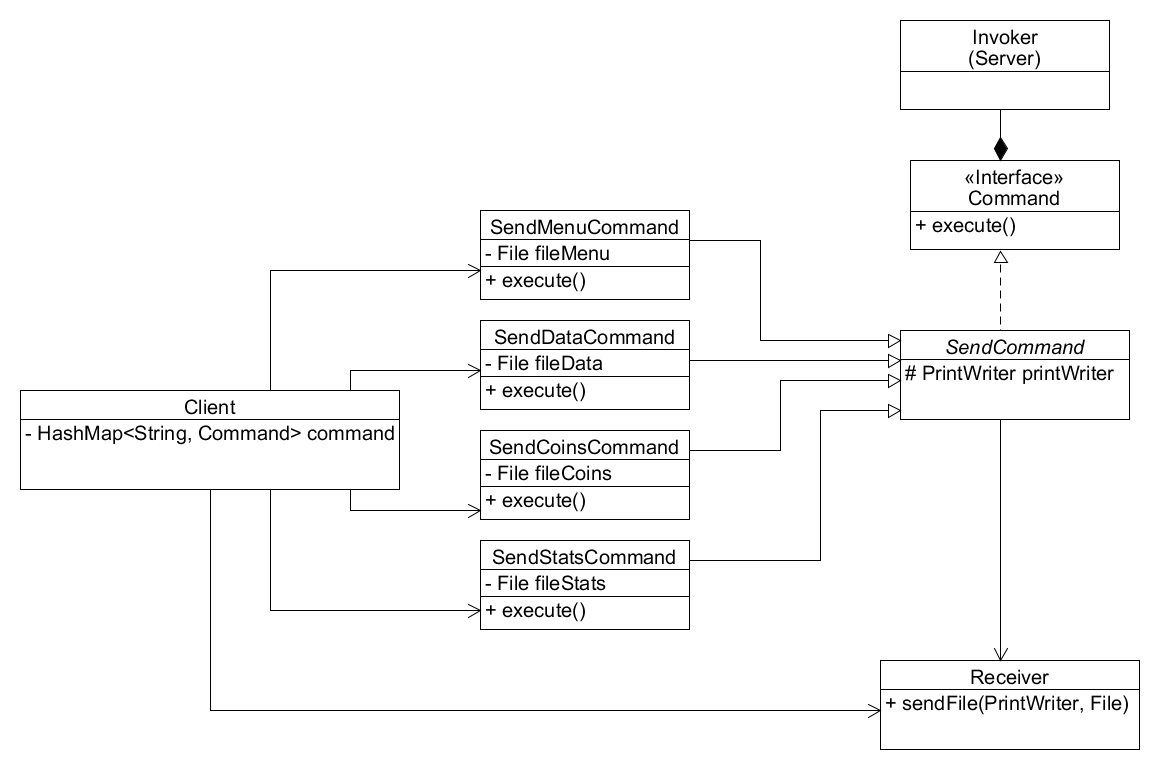 Invoker
(Server)
«Interface»
Command
+ execute()
SendMenuCommand
- File fileMenu
+ execute()
SendDataCommand
- File fileData
+ execute()
SendCommand
# PrintWriter printWriter
Client
- HashMap<String, Command> command
SendCoinsCommand
- File fileCoins
+ execute()
SendStatsCommand
- File fileStats
+ execute()
Receiver
+ sendFile(PrintWriter, File)